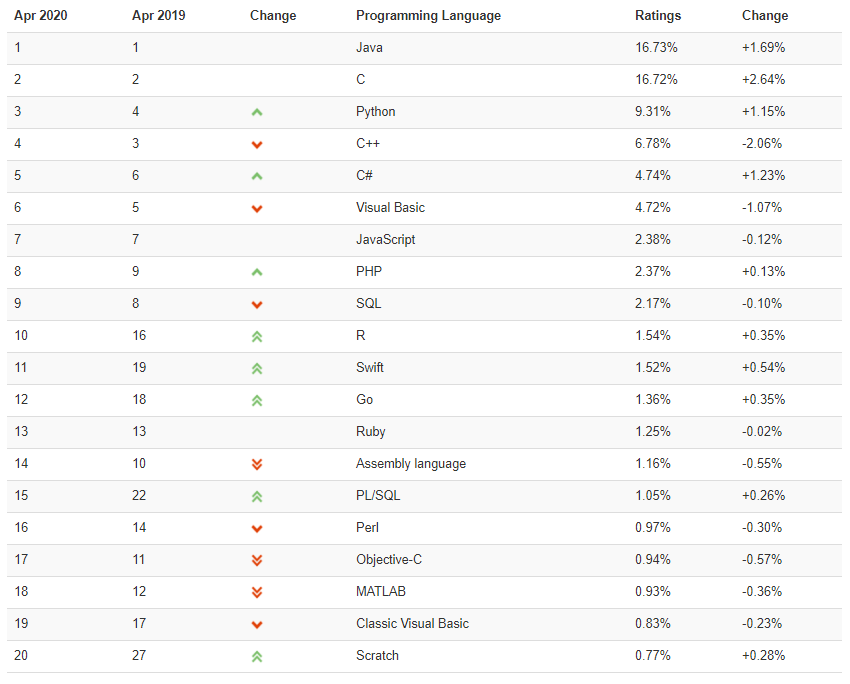 Apr 2020 Apr 2019 Change Programming Language Ratings Change
1 1 Java 16.73% +1.69%
2 2 C 16.72% +2.64%
3 4 Python 9.31% +1.15%
4 3 C++ 6.78% -2.06%
5 6 C# 4.74% +1.23%
6 5 Visual Basic 4.72% -1.07%
7 7 JavaScript 2.38% -0.12%
8 9 PHP 2.37% +0.13%
9 8 SQL 2.17% -0.10%
10 16 R 1.54% +0.35%
11 19 Swift 1.52% +0.54%
12 18 Go 1.36% +0.35%
13 13 Ruby 1.25% -0.02%
14 10 Assembly language 1.16% -0.55%
15 22 PL/SQL 1.05% +0.26%
16 14 Perl 0.97% -0.30%
17 11 Objective-C 0.94% -0.57%
18 12 MATLAB 0.93% -0.36%
19 17 Classic Visual Basic 0.83% -0.23%
20 27 Scratch 0.77% +0.28%